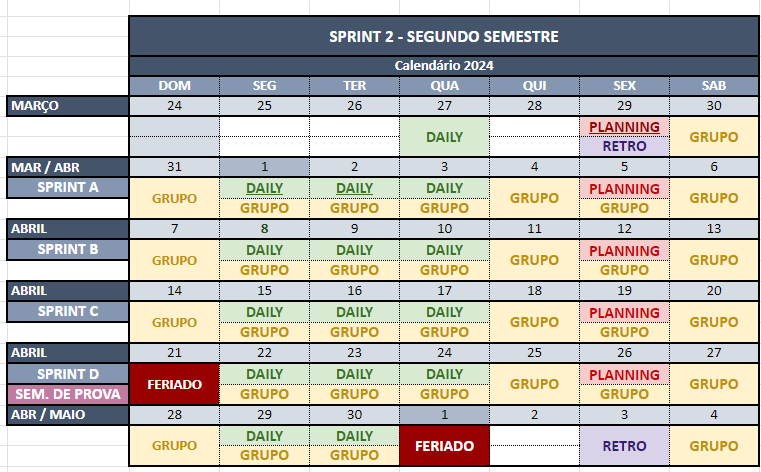 SPRINT 2 - SEGUNDO SEMESTRE
Calendário 2024
DOM SEG TER QUA QUI SEX SAB
MARÇO 24 25 26 27 28 29 30
DAILY PLANNING GRUPO
RETRO
MAR / ABR 31 1 2 3 4 5 6
SPRINT A GRUPO DAILY DAILY DAILY GRUPO PLANNING GRUPO
GRUPO GRUPO GRUPO GRUPO
ABRIL 7 8 9 10 11 12 13
SPRINT B GRUPO DAILY DAILY DAILY GRUPO PLANNING GRUPO
GRUPO GRUPO GRUPO GRUPO
ABRIL 14 15 16 17 18 19 20
SPRINT C GRUPO DAILY DAILY DAILY GRUPO PLANNING GRUPO
GRUPO GRUPO GRUPO GRUPO
ABRIL 21 22 23 24 25 26 27
SPRINT D FERIADO DAILY DAILY DAILY GRUPO PLANNING GRUPO
SEM. DE PROVA GRUPO GRUPO GRUPO GRUPO
ABR / MAIO 28 29 30 1 2 3 4
GRUPO DAILY DAILY FERIADO RETRO GRUPO
GRUPO GRUPO